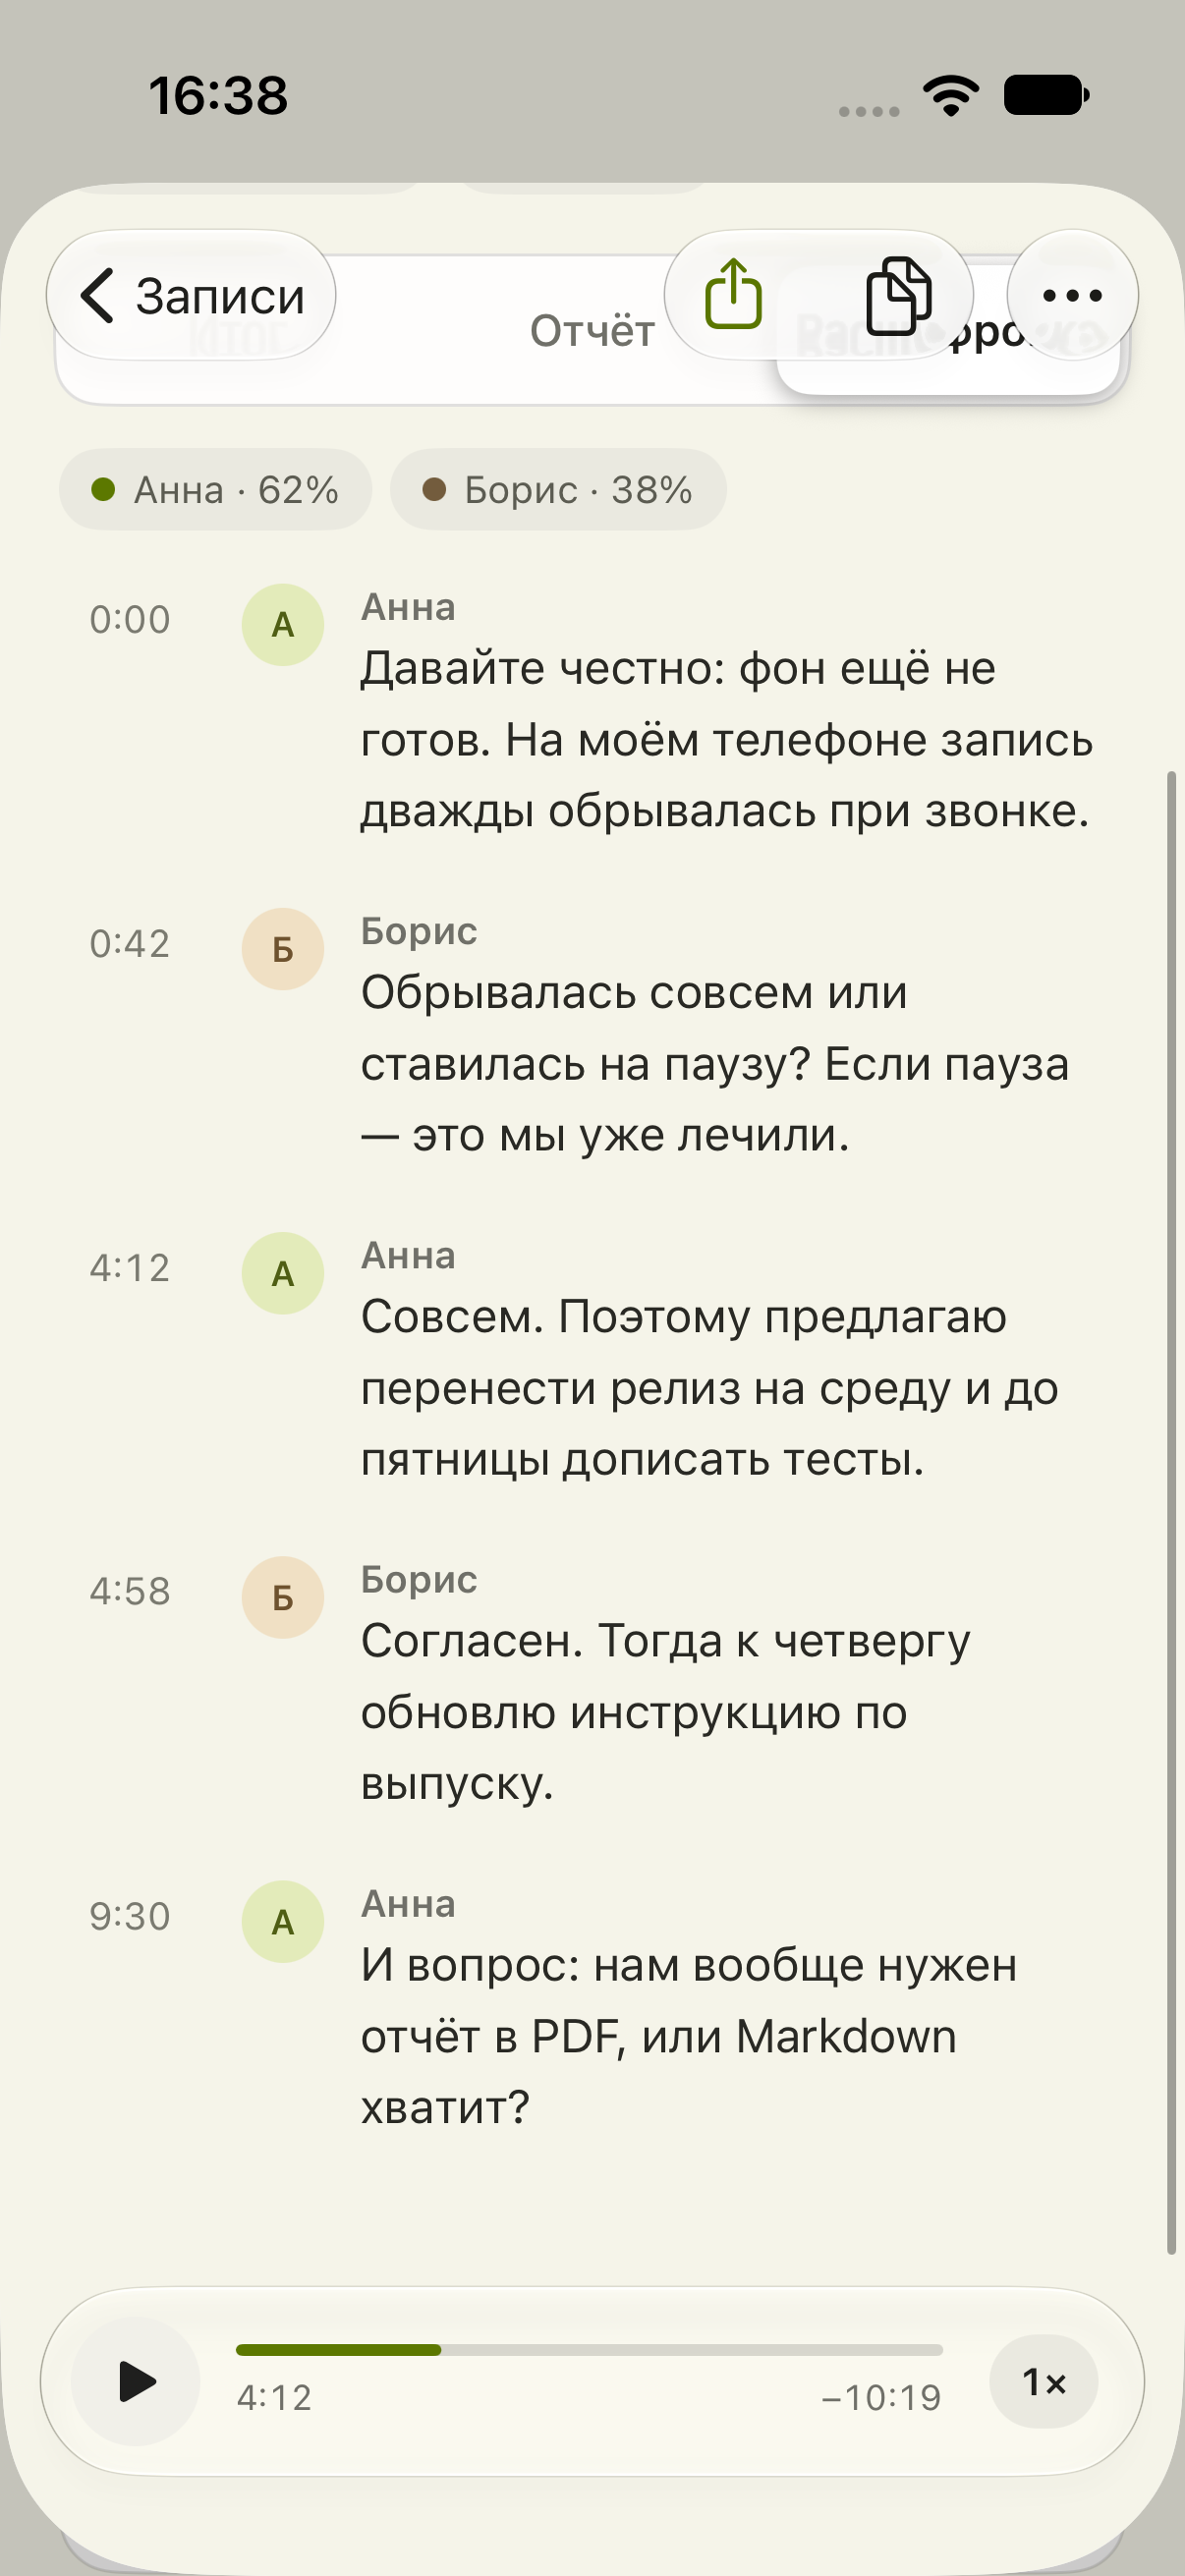 16:38
Записи
Отчёт
Анна · 62%
Борис · 38%
0:00
А
Анна
Давайте честно: фон ещё не
готов. На моём телефоне запись
дважды обрывалась при звонке.
0:42
Б
Борис
Обрывалась совсем или
ставилась на паузу? Если пауза
— это мы уже лечили.
4:12
А
Анна
Совсем. Поэтому предлагаю
перенести релиз на среду и до
пятницы дописать тесты.
4:58
Б
Борис
Согласен. Тогда к четвергу
обновлю инструкцию по
выпуску.
9:30
А
Анна
И вопрос: нам вообще нужен
отчёт в PDF, или Markdown
хватит?
4:12
–10:19
1×